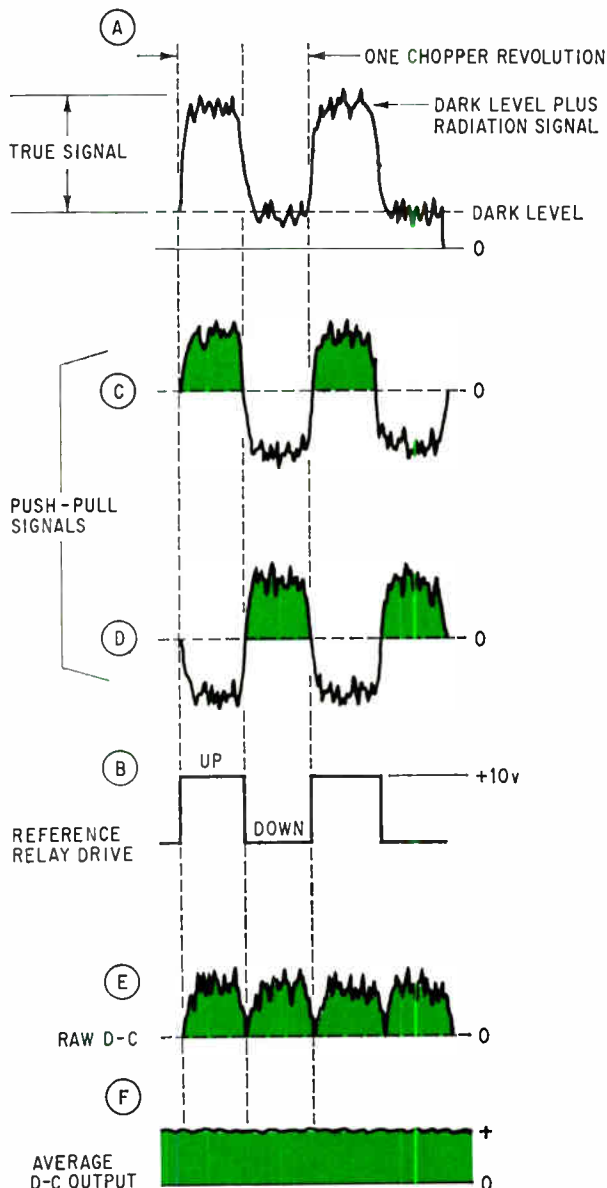 A
ONE CHOPPER REVOLUTION
DARK LEVEL PLUS
RADIATION SIGNAL
TRUE SIGNAL
DARK LEVEL
0
C
0
PUSH-PULL
SIGNALS
D
0
B
UP
+10v
DOWN
REFERENCE
RELAY DRIVE
E
RAW D-C
0
F
+
AVERAGE
D-C OUTPUT
0